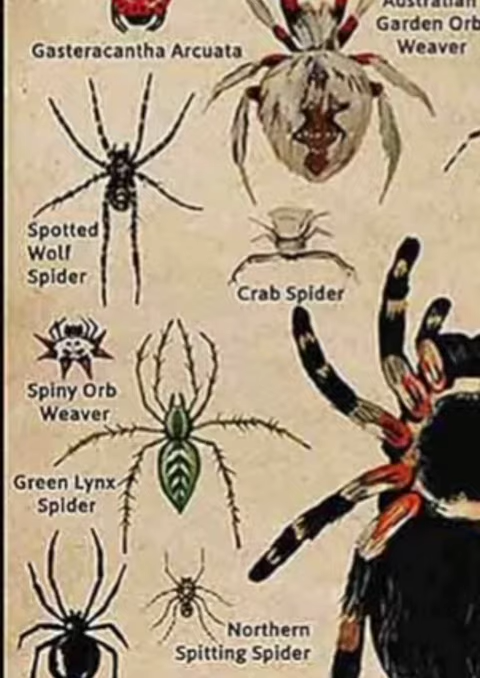 Australian
Garden Orb
Weaver
Gasteracantha Arcuata
Spotted
Wolf
Spider
Crab Spider
Spiny Orb
Weaver
Green Lynx
Spider
Northern
Spitting Spider